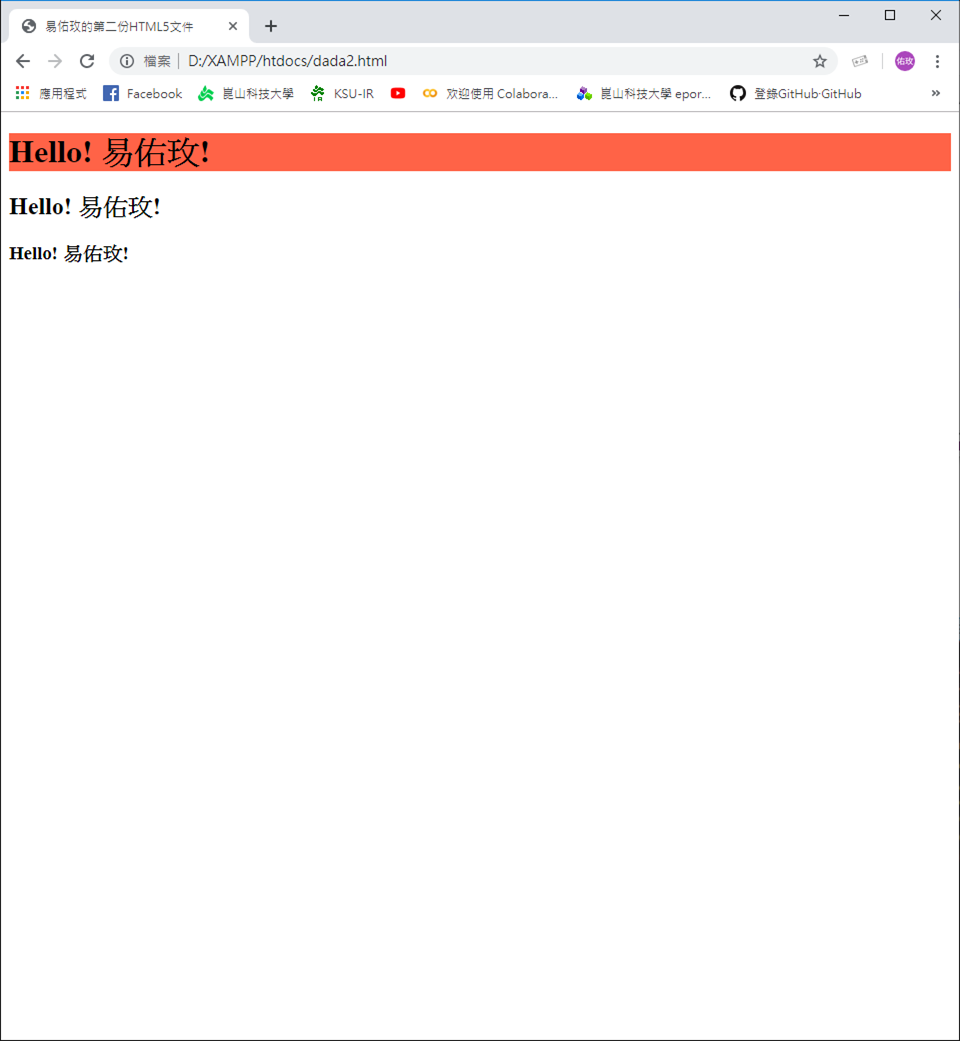 易佑玫的第二份HTML5文件
檔案 D:/XAMPP/htdocs/dada2.html 佑玫
應用程式 Facebook 崑山科技大學 KSU-IR 欢迎使用 Colabora... 崑山科技大學 epor... 登錄GitHub·GitHub »
Hello! 易佑玫!
Hello! 易佑玫!
Hello! 易佑玫!